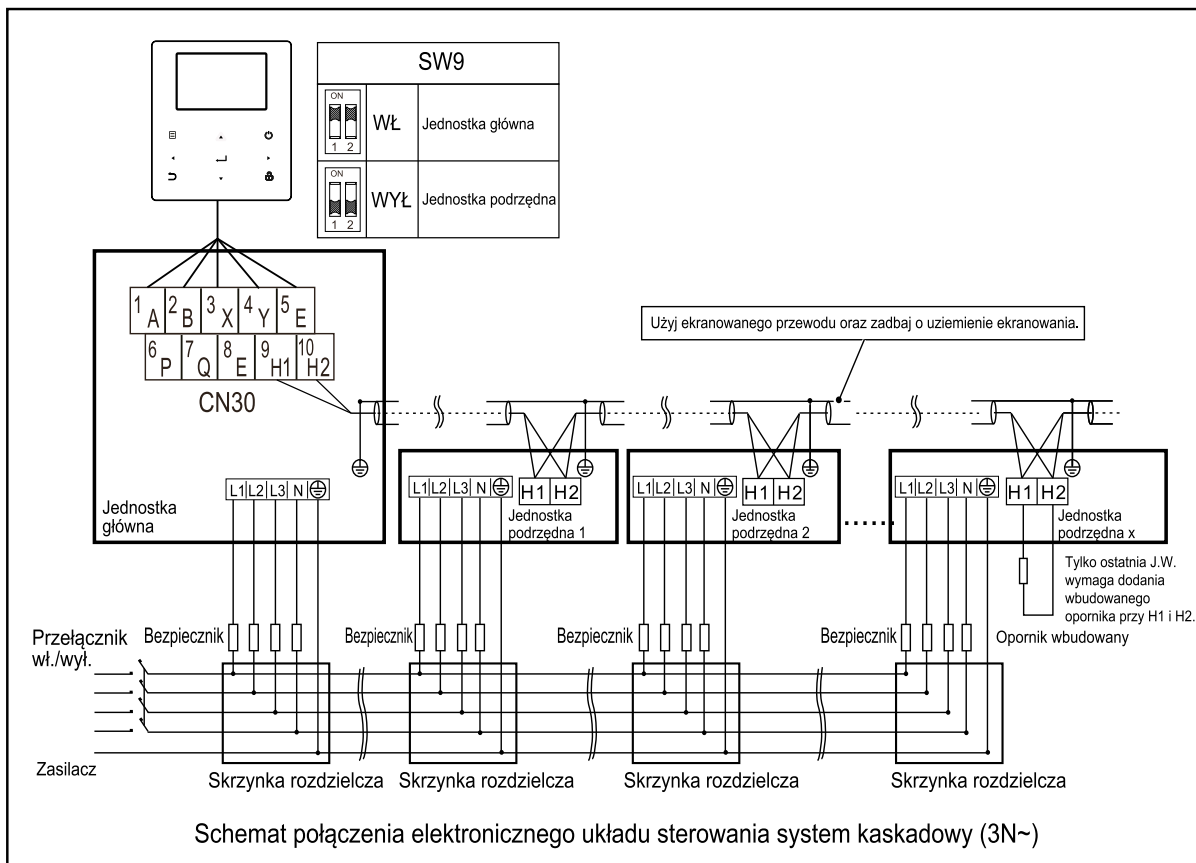 SW9
ON
1 2
WŁ
Jednostka główna
ON
1 2
WYŁ
Jednostka podrzędna
1 A 2 B 3 X 4 Y 5 E
6 P 7 Q 8 E 9 H1 10 H2
CN30
Użyj ekranowanego przewodu oraz zadbaj o uziemienie ekranowania.
L1 L2 L3 N
Jednostka
główna
L1 L2 L3 N
H1 H2
Jednostka
podrzędna 1
L1 L2 L3 N
H1 H2
Jednostka
podrzędna 2
L1 L2 L3 N
H1 H2
Jednostka
podrzędna x
Tylko ostatnia J.W.
wymaga dodania
wbudowanego
opornika przy H1 i H2.
Opornik wbudowany
Przełącznik
wł./wył.
Bezpiecznik
Bezpiecznik
Bezpiecznik
Bezpiecznik
Zasilacz
Skrzynka rozdzielcza
Skrzynka rozdzielcza
Skrzynka rozdzielcza
Skrzynka rozdzielcza
Schemat połączenia elektronicznego układu sterowania system kaskadowy (3N~)